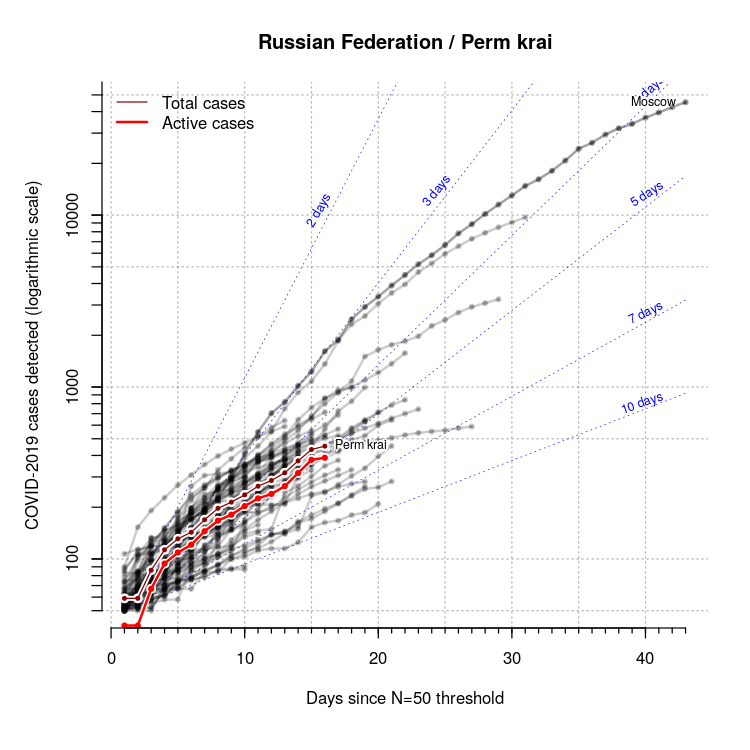 Russian Federation / Perm krai
Total cases
Active cases
2 days
3 days
days
Moscow
5 days
7 days
10 days
Perm krai
COVID-2019 cases detected (logarithmic scale)
100
1000
10000
0
10
20
30
40
Days since N=50 threshold